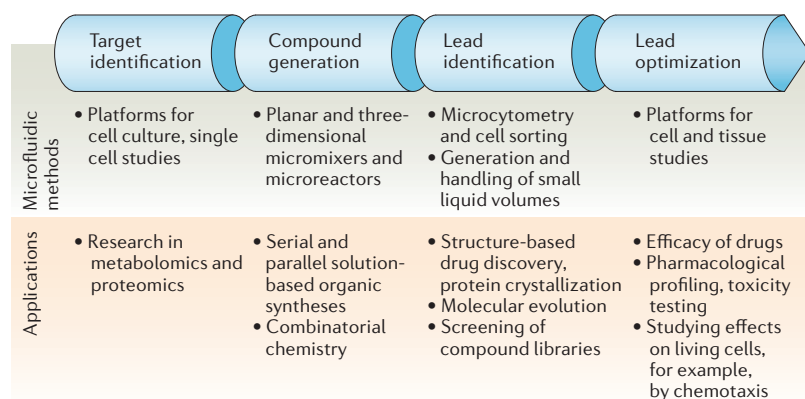 Target
identification
Compound
generation
Lead
identification
Lead
optimization
Microfluidic
methods
• Platforms for
cell culture, single
cell studies
• Planar and three-
dimensional
micromixers and
microreactors
• Microcytometry
and cell sorting
• Generation and
handling of small
liquid volumes
• Platforms for
cell and tissue
studies
Applications
• Research in
metabolomics and
proteomics
• Serial and
parallel solution-
based organic
syntheses
• Combinatorial
chemistry
• Structure-based
drug discovery,
protein crystallization
• Molecular evolution
• Screening of
compound libraries
• Efficacy of drugs
• Pharmacological
profiling, toxicity
testing
• Studying effects
on living cells,
for example,
by chemotaxis